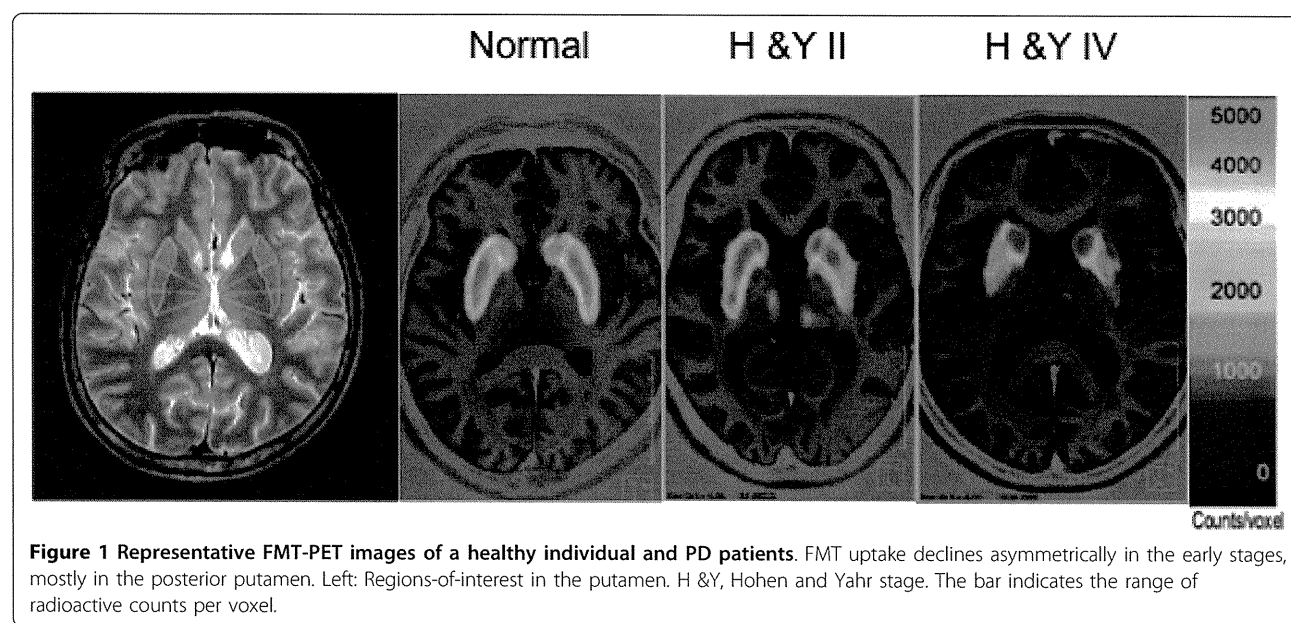 Normal
H &Y II
H &Y IV
5000
4000
3000
2000
1000
0
Counts/voxel
Figure 1 Representative FMT-PET images of a healthy individual and PD patients. FMT uptake declines asymmetrically in the early stages,
mostly in the posterior putamen. Left: Regions-of-interest in the putamen. H &Y, Hohen and Yahr stage. The bar indicates the range of
radioactive counts per voxel.